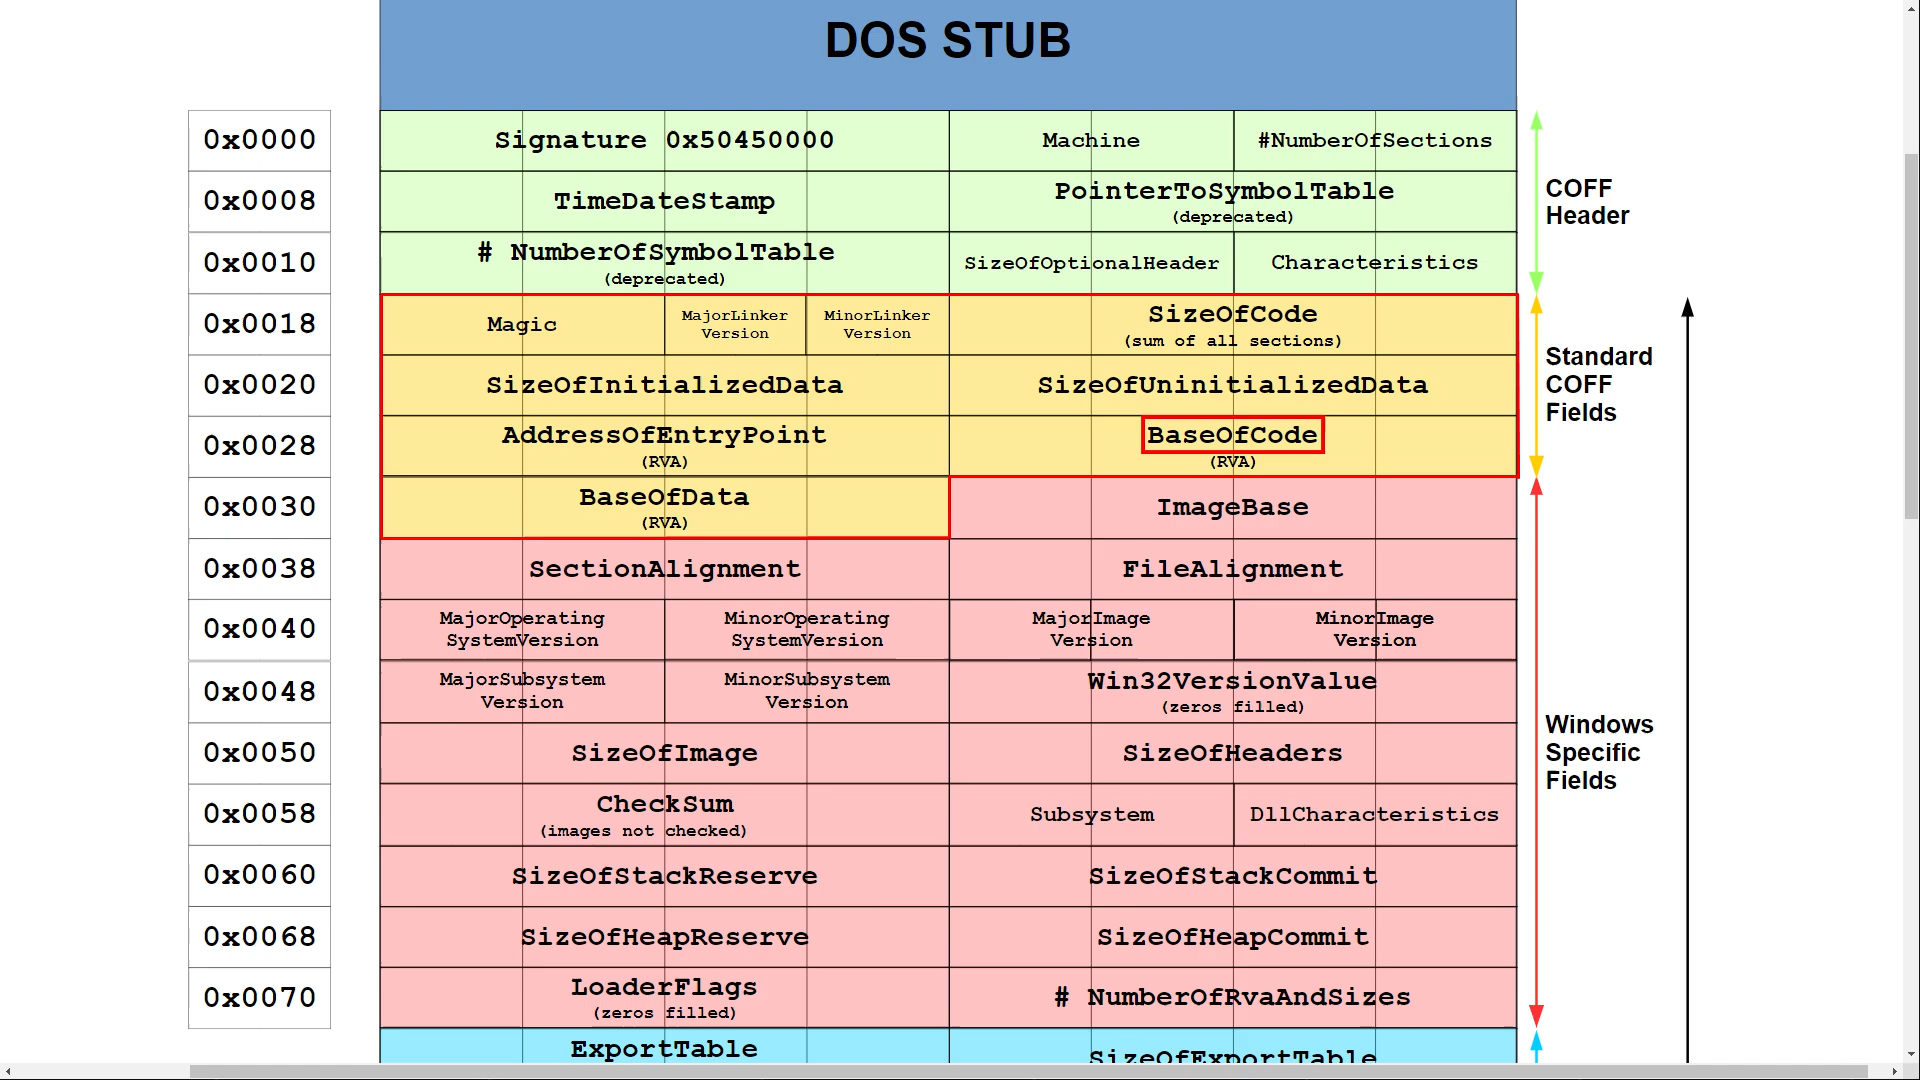 DOS STUB
0x0000
Signature 0x50450000
Machine
#NumberOfSections
0x0008
TimeDateStamp
PointerToSymbolTable
(deprecated)
COFF
Header
0x0010
# NumberOfSymbolTable
(deprecated)
SizeOfOptionalHeader
Characteristics
0x0018
Magic
MajorLinker
Version
MinorLinker
Version
SizeOfCode
(sum of all sections)
0x0020
SizeOfInitializedData
SizeOfUninitializedData
Standard
COFF
Fields
0x0028
AddressOfEntryPoint
(RVA)
BaseOfCode
(RVA)
0x0030
BaseOfData
(RVA)
ImageBase
0x0038
SectionAlignment
FileAlignment
0x0040
MajorOperating
SystemVersion
MinorOperating
SystemVersion
MajorImage
Version
MinorImage
Version
0x0048
MajorSubsystem
Version
MinorSubsystem
Version
Win32VersionValue
(zeros filled)
0x0050
SizeOfImage
SizeOfHeaders
Windows
Specific
Fields
0x0058
CheckSum
(images not checked)
Subsystem
DllCharacteristics
0x0060
SizeOfStackReserve
SizeOfStackCommit
0x0068
SizeOfHeapReserve
SizeOfHeapCommit
0x0070
LoaderFlags
(zeros filled)
# NumberOfRvaAndSizes
ExportTable
SizeOfExportTable